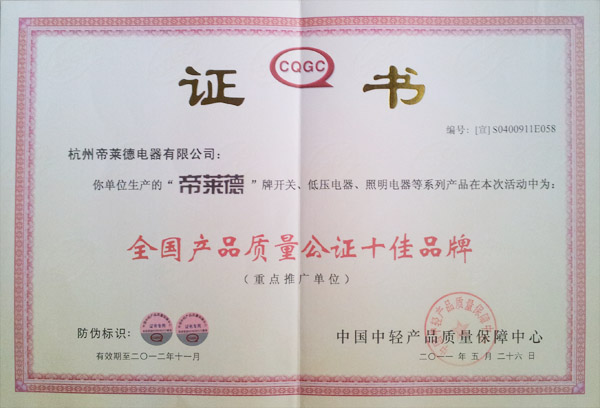 证 CQGC 书
编号：[宣] S0400911E058
杭州帝莱德电器有限公司：
你单位生产的“帝莱德”牌开关、低压电器、照明电器等系列产品在本次活动中为：
全国产品质量公证十佳品牌
（重点推广单位）
防伪标识：
有效期至二〇一二年十一月
中国中轻产品质量保障中心
二〇一一年五月二十六日